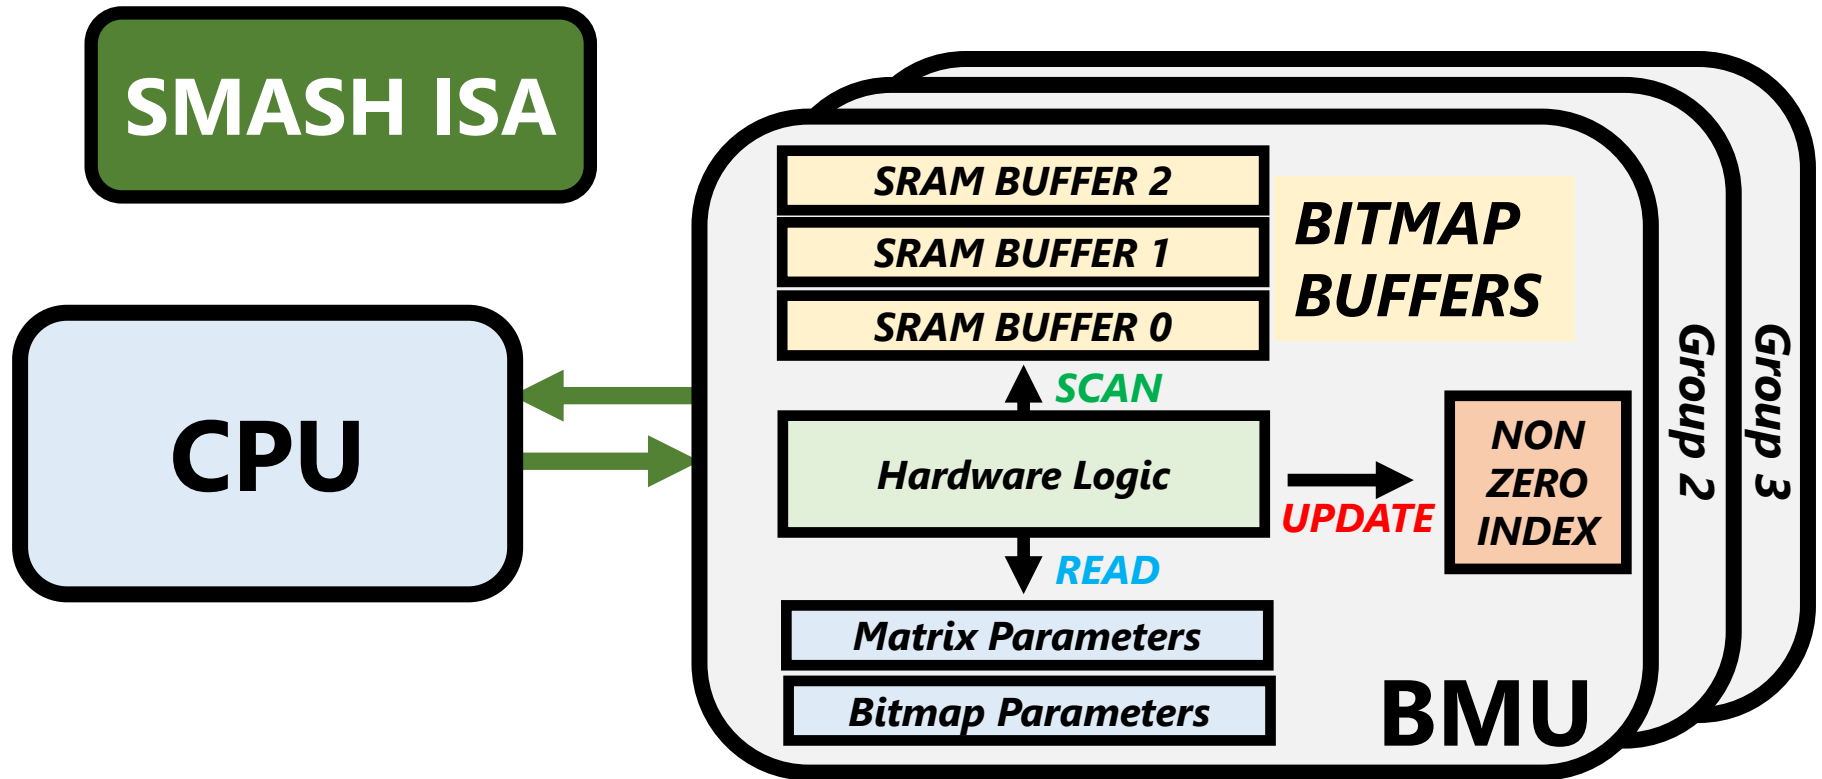 SMASH ISA
CPU
SRAM BUFFER 2
SRAM BUFFER 1
SRAM BUFFER 0
BITMAP
BUFFERS
SCAN
Hardware Logic
UPDATE
NON
ZERO
INDEX
READ
Matrix Parameters
Bitmap Parameters
BMU
Group 2
Group 3